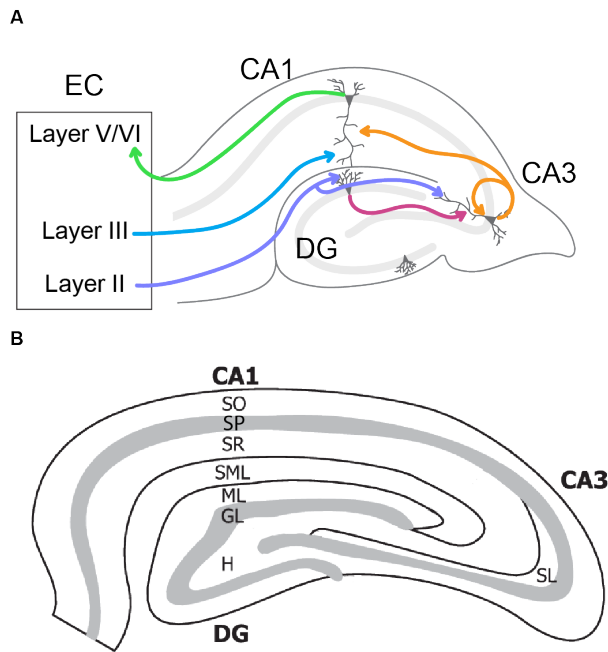 A
EC
CA1
Layer V/VI
CA3
Layer III
DG
Layer II
B
CA1
SO
SP
SR
CA3
SML
ML
GL
H
SL
DG